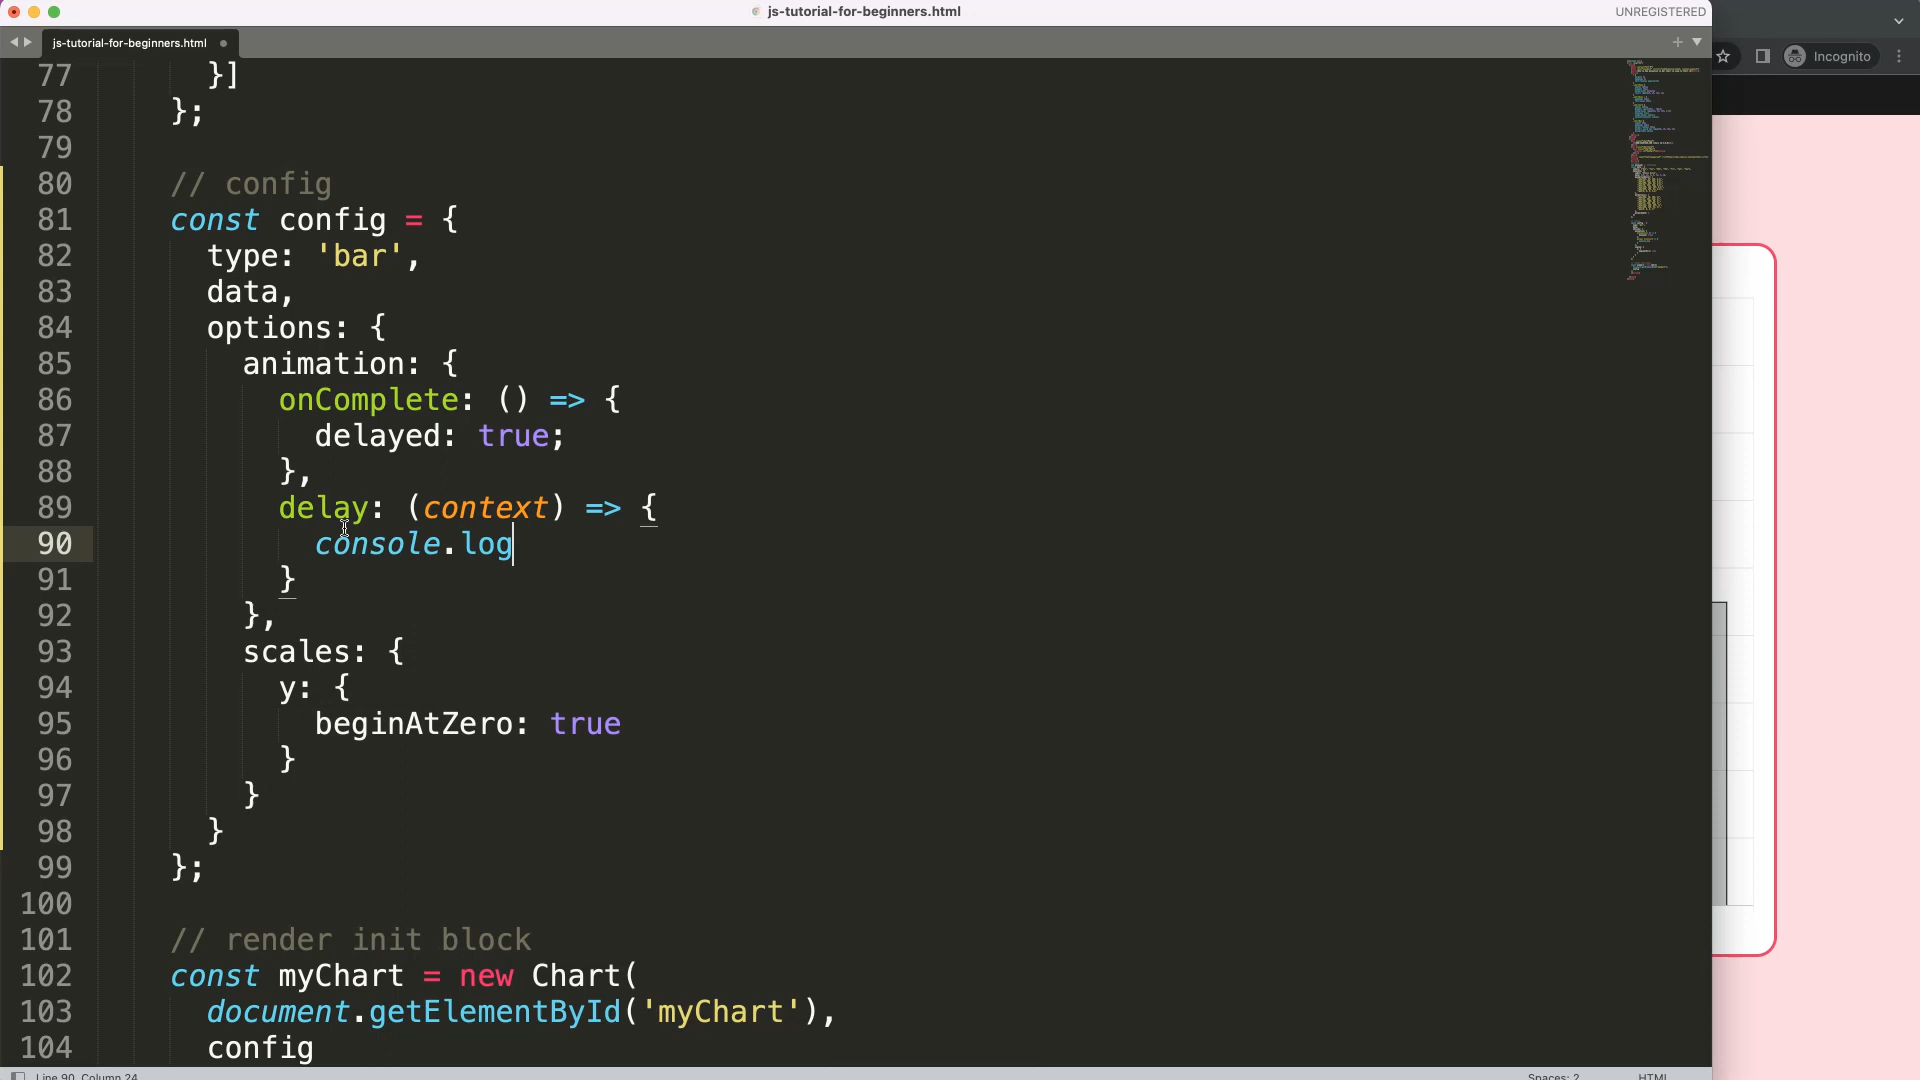 js-tutorial-for-beginners.html
UNREGISTERED
js-tutorial-for-beginners.html
Incognito
77 }]
78 };
79
80 // config
81 const config = {
82 type: 'bar',
83 data,
84 options: {
85 animation: {
86 onComplete: () => {
87 delayed: true;
88 },
89 delay: (context) => {
90 console.log
91 }
92 },
93 scales: {
94 y: {
95 beginAtZero: true
96 }
97 }
98 }
99 };
100
101 // render init block
102 const myChart = new Chart(
103 document.getElementById('myChart'),
104 config
Line 90, Column 24
Spaces: 2
HTML